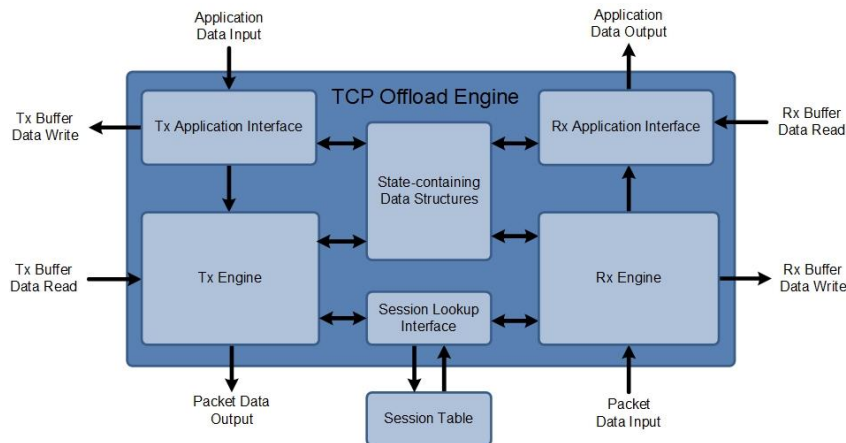 Application
Data Input
Application
Data Output
TCP Offload Engine
Tx Buffer
Data Write
Tx Application Interface
Rx Application Interface
Rx Buffer
Data Read
State-containing
Data Structures
Tx Buffer
Data Read
Tx Engine
Rx Engine
Rx Buffer
Data Write
Session Lookup
Interface
Packet Data
Output
Session Table
Packet
Data Input